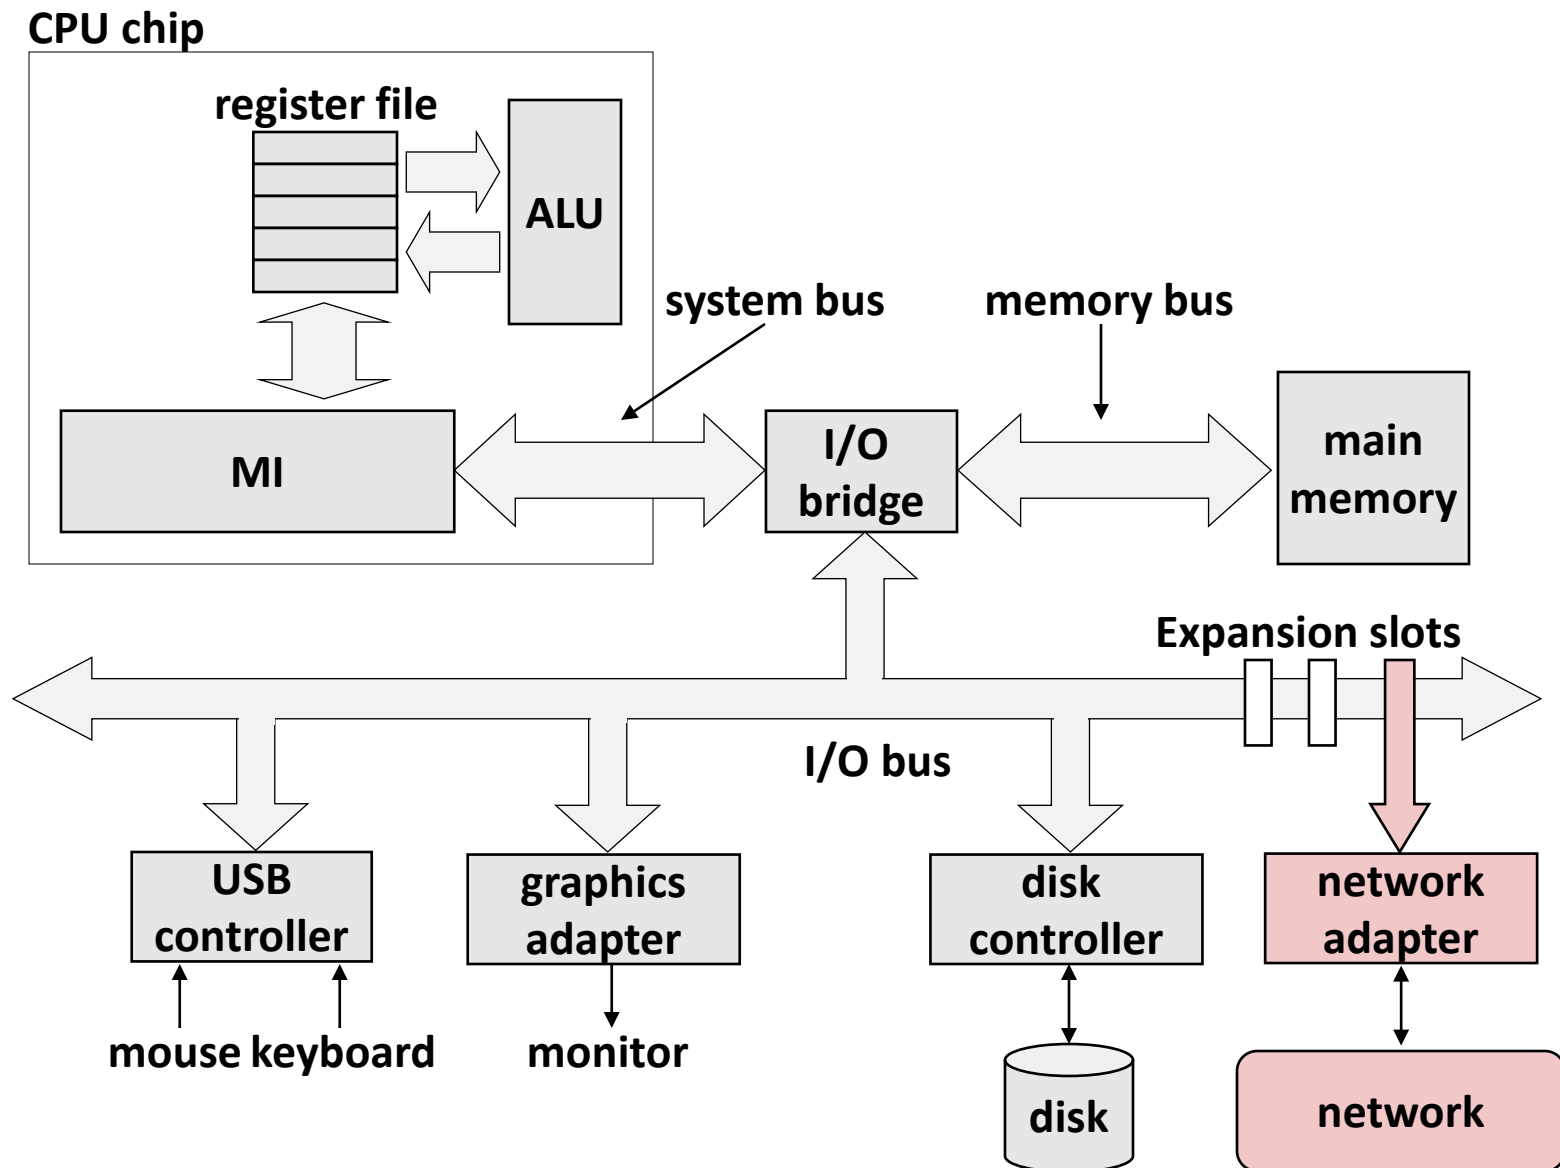 CPU chip
register file
ALU
system bus
memory bus
MI
I/O
bridge
main
memory
Expansion slots
I/O bus
USB
controller
graphics
adapter
disk
controller
network
adapter
mouse keyboard
monitor
disk
network